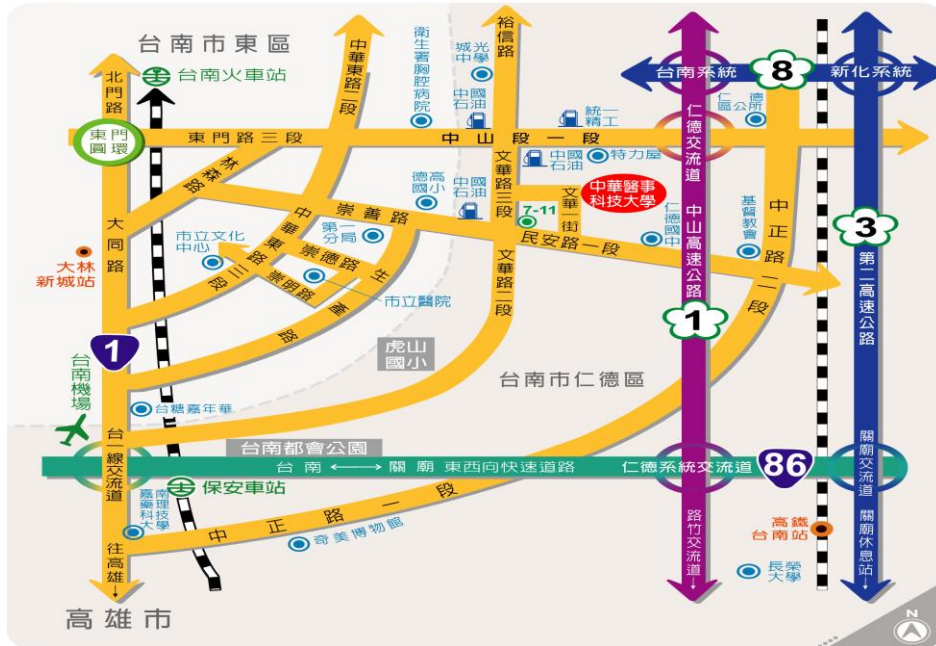 台南市東區
北門路
台南火車站
中華東路二段
衛生署胸腔病院
城光中學
中國石油
裕信路
統一精工
台南系統
8
新化系統
仁德區公所
東門圓環
東門路三段
中山段一段
仁德交流道
林森路
德高國小
中國石油
文華路三段
中國石油
特力屋
中華醫事科技大學
文華一街
7-11
大同路
崇善路
第一分局
民安路一段
仁德國中
中山高速公路
基督教會
中正路二段
3
第二高速公路
市立文化中心
中華東路三段
崇德路
崇明路
市立醫院
生產路
大林新城站
文華路二段
1
1
虎山國小
台南市仁德區
台南機場
台糖嘉年華
台南都會公園
台一線交流道
台南 ←→ 關廟 東西向快速道路
仁德系統交流道
86
關廟交流道
保安車站
嘉南藥理科技大學
中正路一段
奇美博物館
路竹交流道↓
高鐵台南站
關廟休息站↓
長榮大學
往高雄↓
高雄市
N